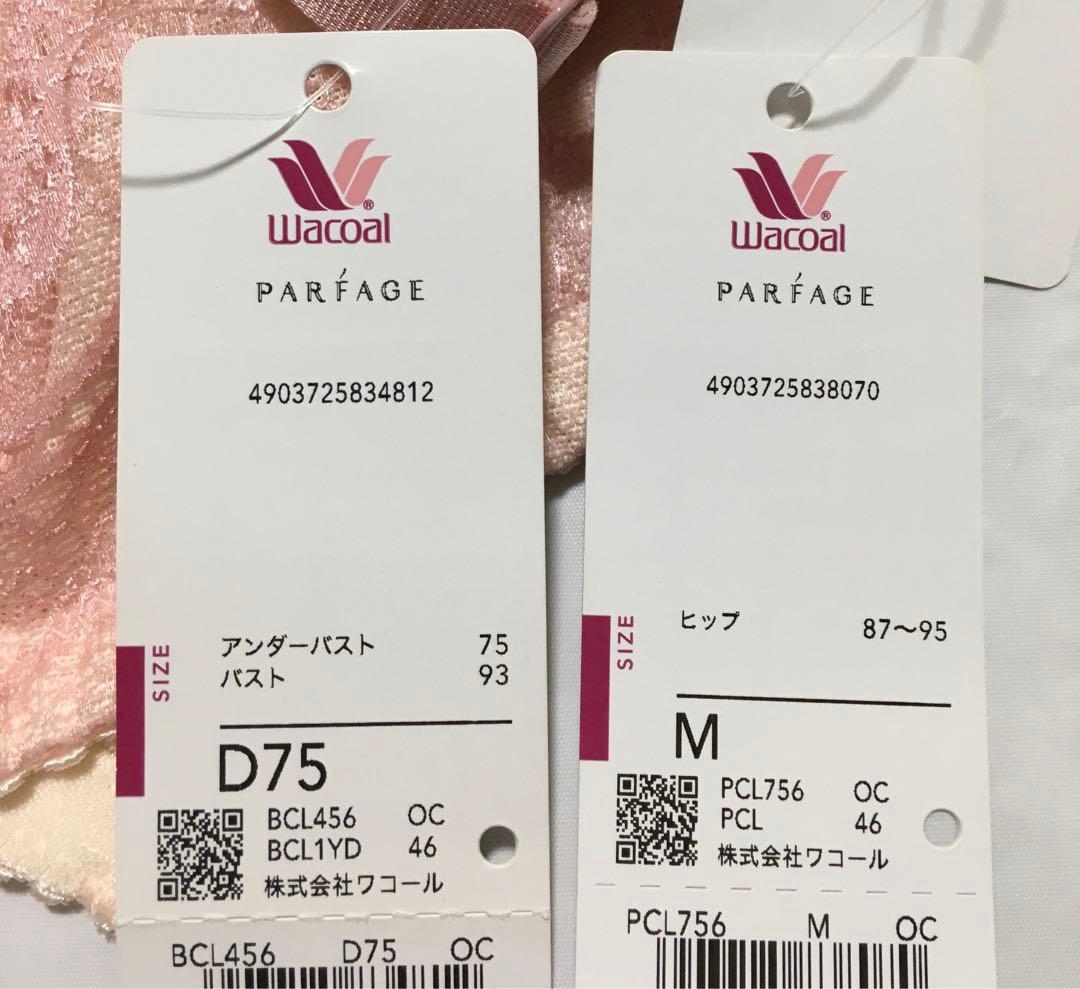 Wacoal®
PARFAGE
4903725834812
SIZE
アンダーバスト 75
バスト 93
D75
BCL456 OC
BCL1YD 46
株式会社ワコール
BCL456 D75 OC
Wacoal®
PARFAGE
4903725838070
SIZE
ヒップ 87〜95
M
PCL756 OC
PCL 46
株式会社ワコール
PCL756 M OC